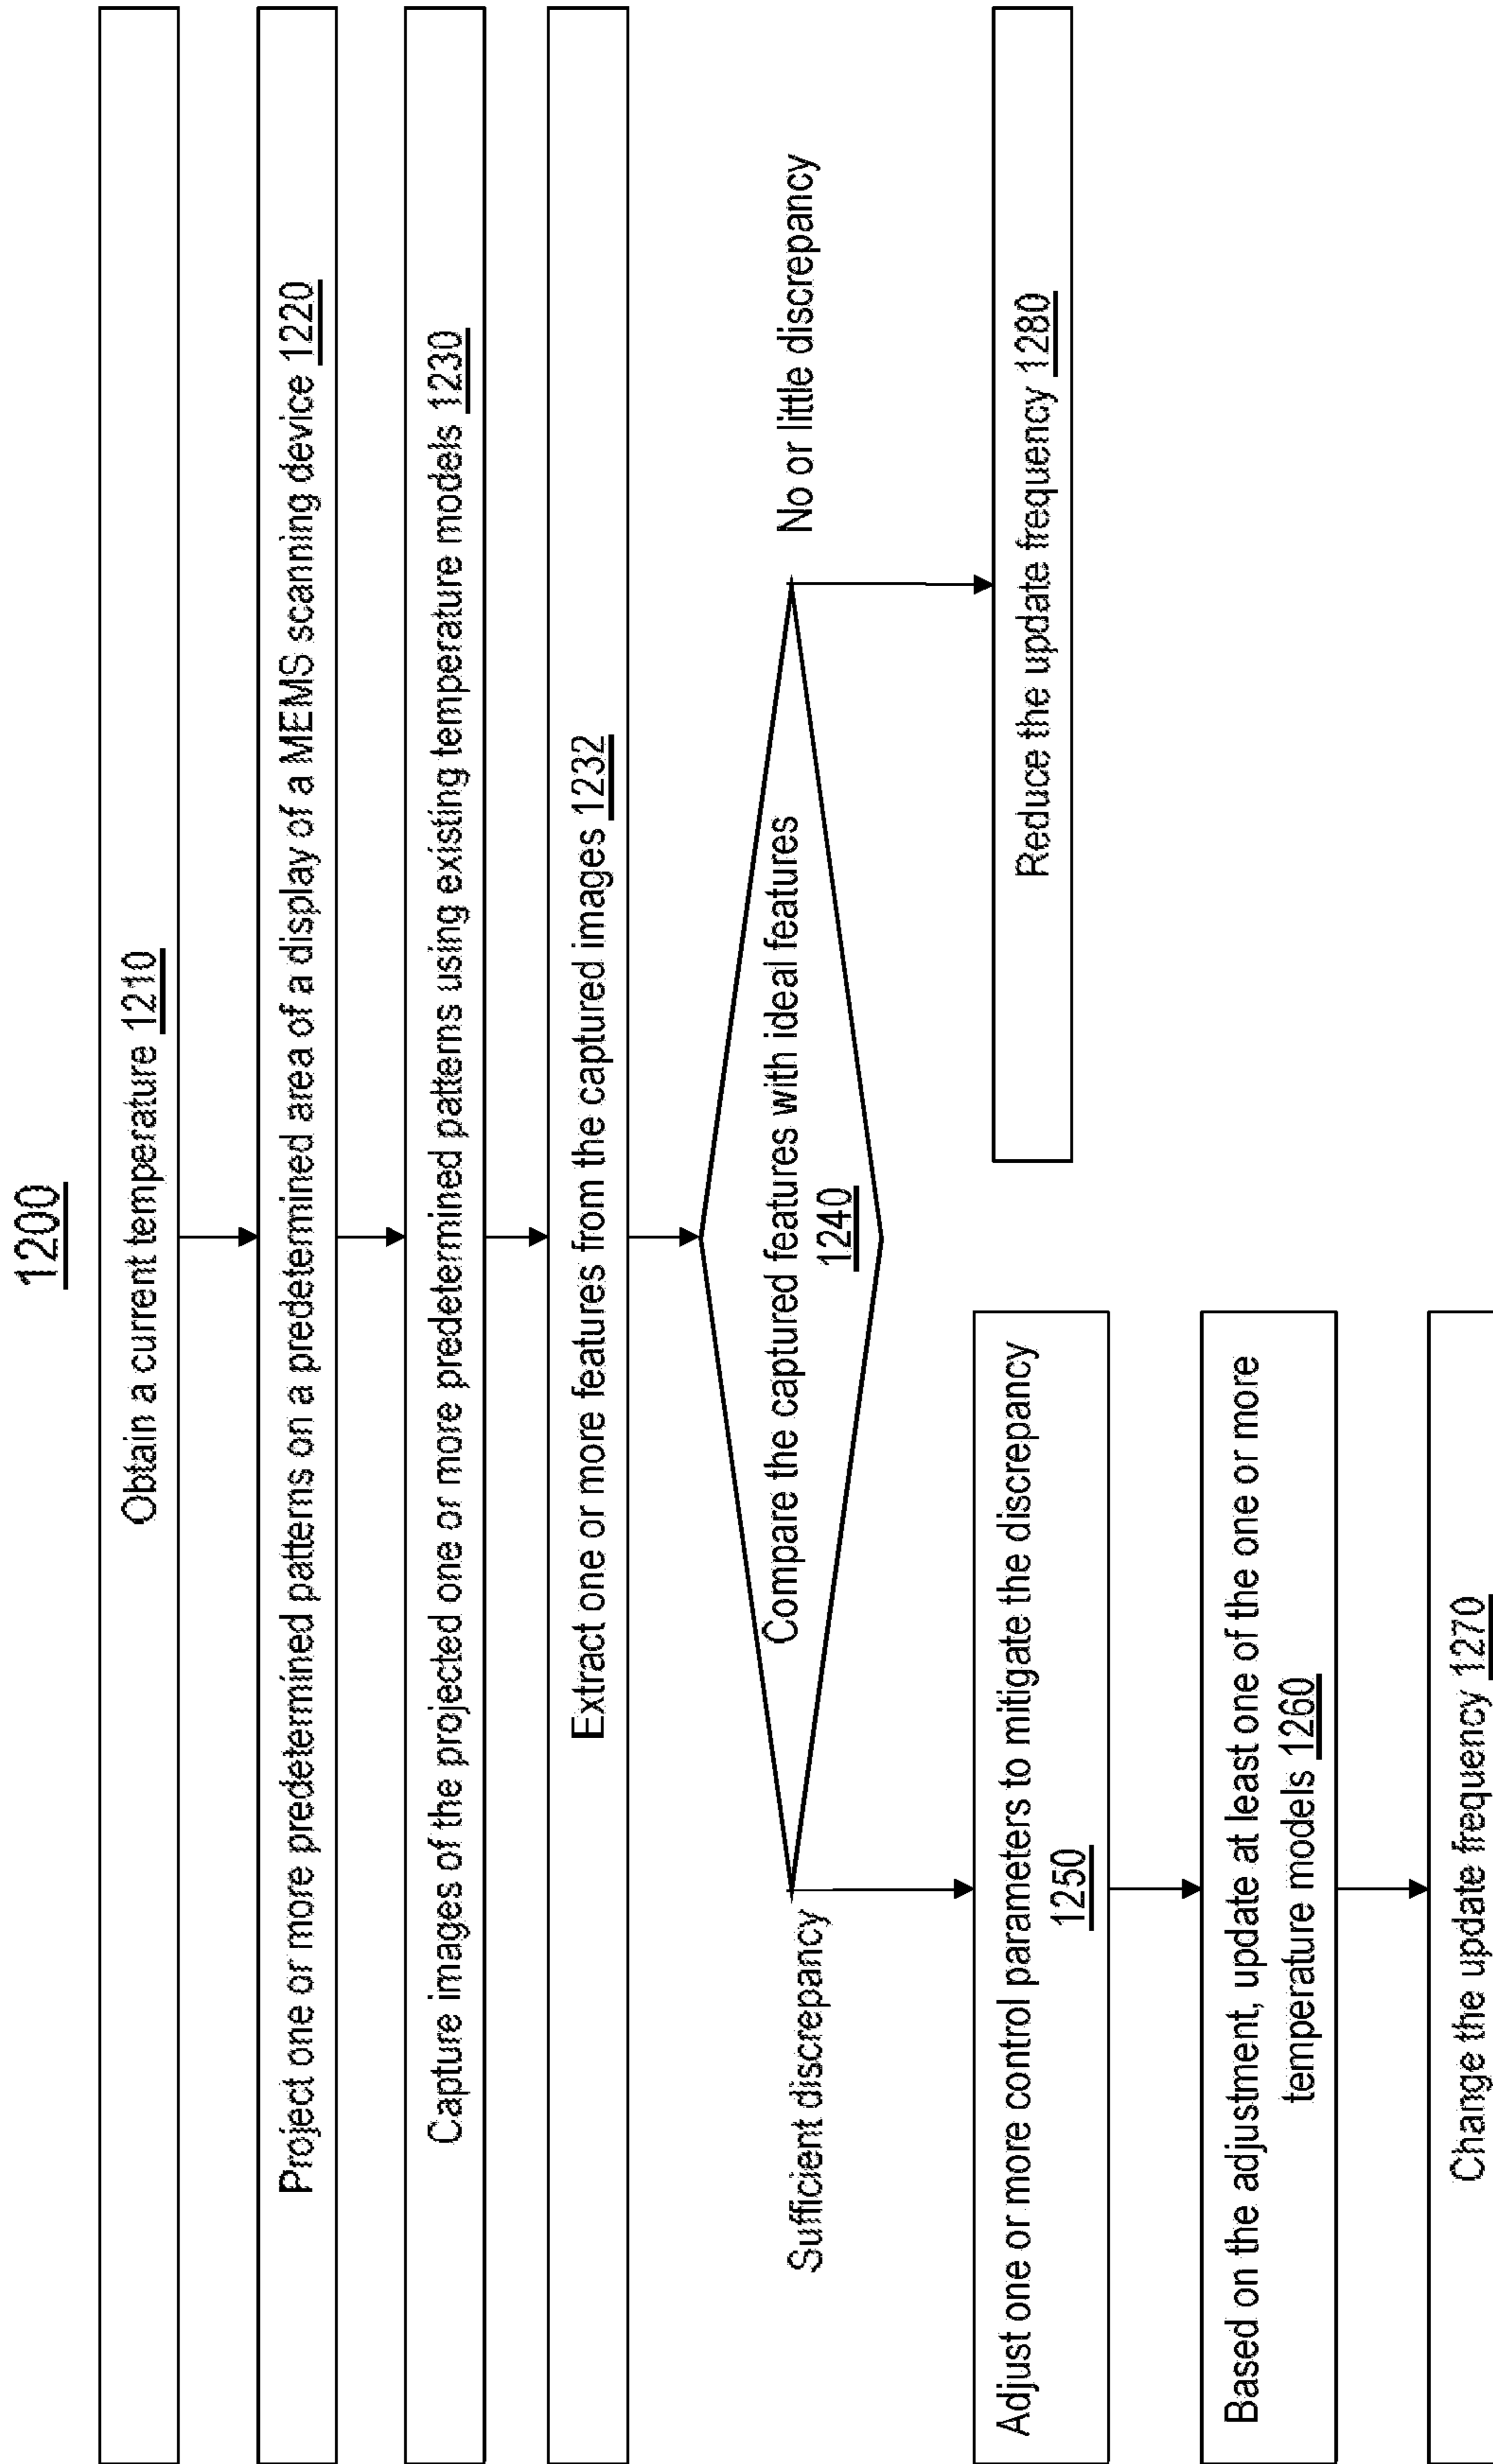 1200
Obtain a current temperature 1210
Project one or more predetermined patterns on a predetermined area of a display of a MEMS scanning device 1220
Capture images of the projected one or more predetermined patterns using existing temperature models 1230
Extract one or more features from the captured images 1232
Compare the captured features with ideal features
1240
Sufficient discrepancy
No or little discrepancy
Adjust one or more control parameters to mitigate the discrepancy
1250
Based on the adjustment, update at least one of the one or more
temperature models 1260
Change the update frequency 1270
Reduce the update frequency 1280